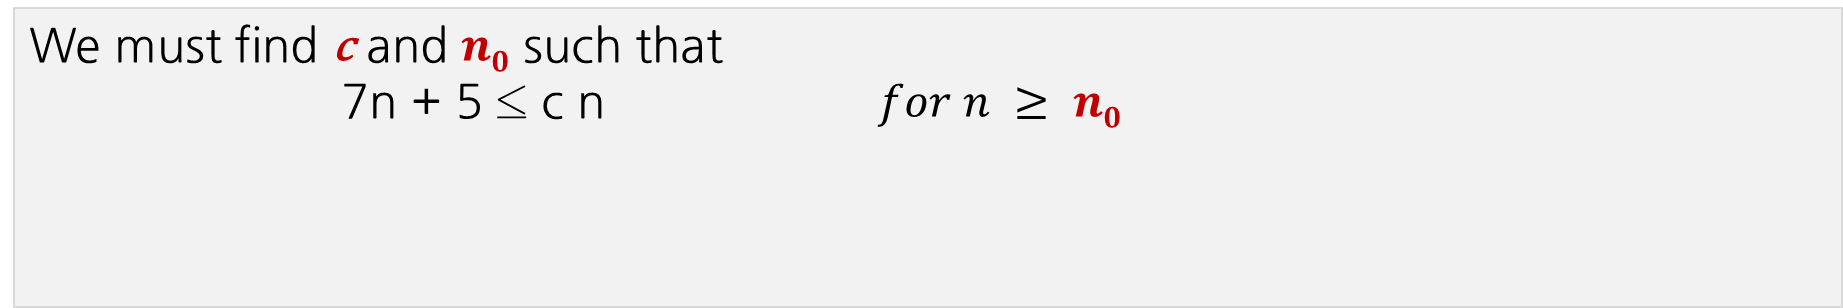 We must find c and n₀ such that
7n + 5 ≤ c n for n ≥ n₀